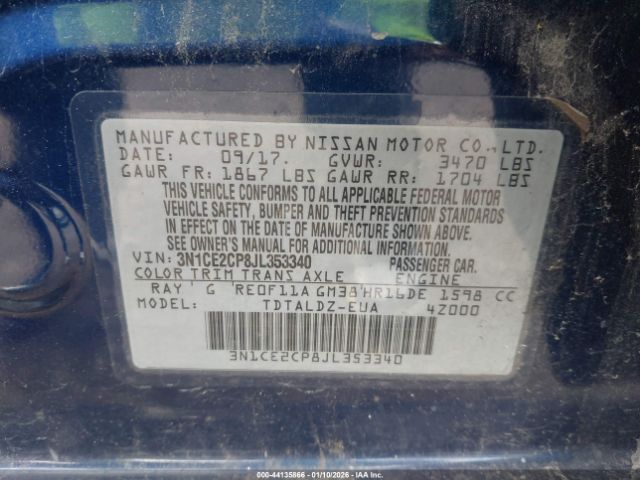 MANUFACTURED BY NISSAN MOTOR CO., LTD.
DATE: 09/17. GVWR: 3470 LBS
GAWR FR: 1867 LBS GAWR RR: 1704 LBS
THIS VEHICLE CONFORMS TO ALL APPLICABLE FEDERAL MOTOR
VEHICLE SAFETY, BUMPER AND THEFT PREVENTION STANDARDS
IN EFFECT ON THE DATE OF MANUFACTURE SHOWN ABOVE.
SEE OWNER'S MANUAL FOR ADDITIONAL INFORMATION.
VIN: 3N1CE2CP8JL353340 PASSENGER CAR.
COLOR TRIM TRANS AXLE ENGINE
RAY G RE0F11A GM38 HR16DE 1598 CC
MODEL: TDTALDZ-EUA 4Z000
3N1CE2CP8JL353340
000-44135866 01/10/2026 - IAA Inc.